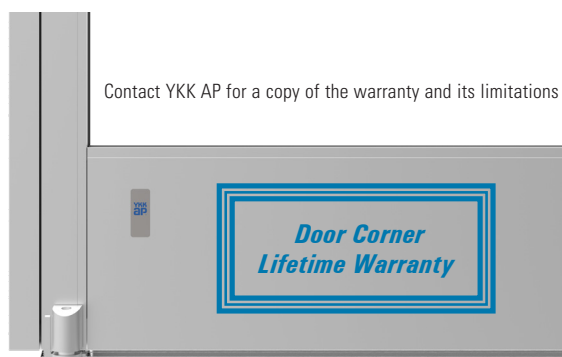 Contact YKK AP for a copy of the warranty and its limitations
YKK
ap
Door Corner
Lifetime Warranty